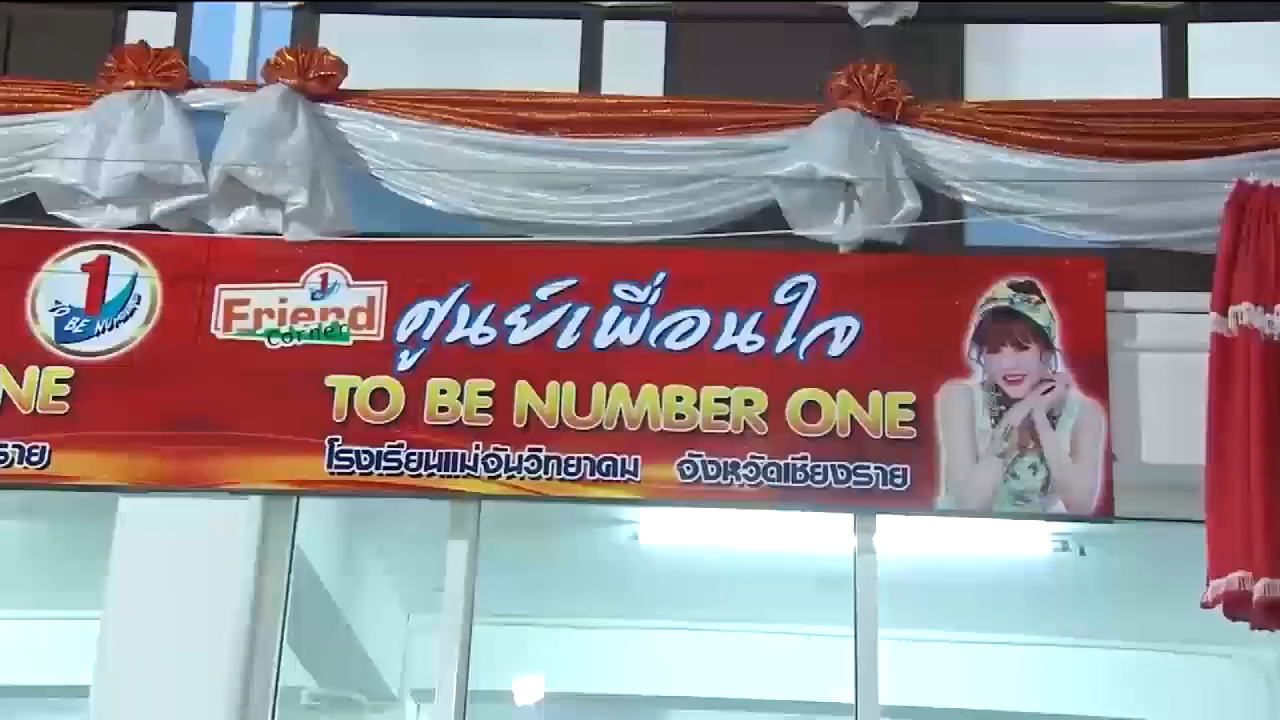 1
TO BE NUMBER
1
Friend
Corner
ศูนย์เพื่อนใจ
NE
TO BE NUMBER ONE
ราย
โรงเรียนแม่จันวิทยาคม จังหวัดเชียงราย